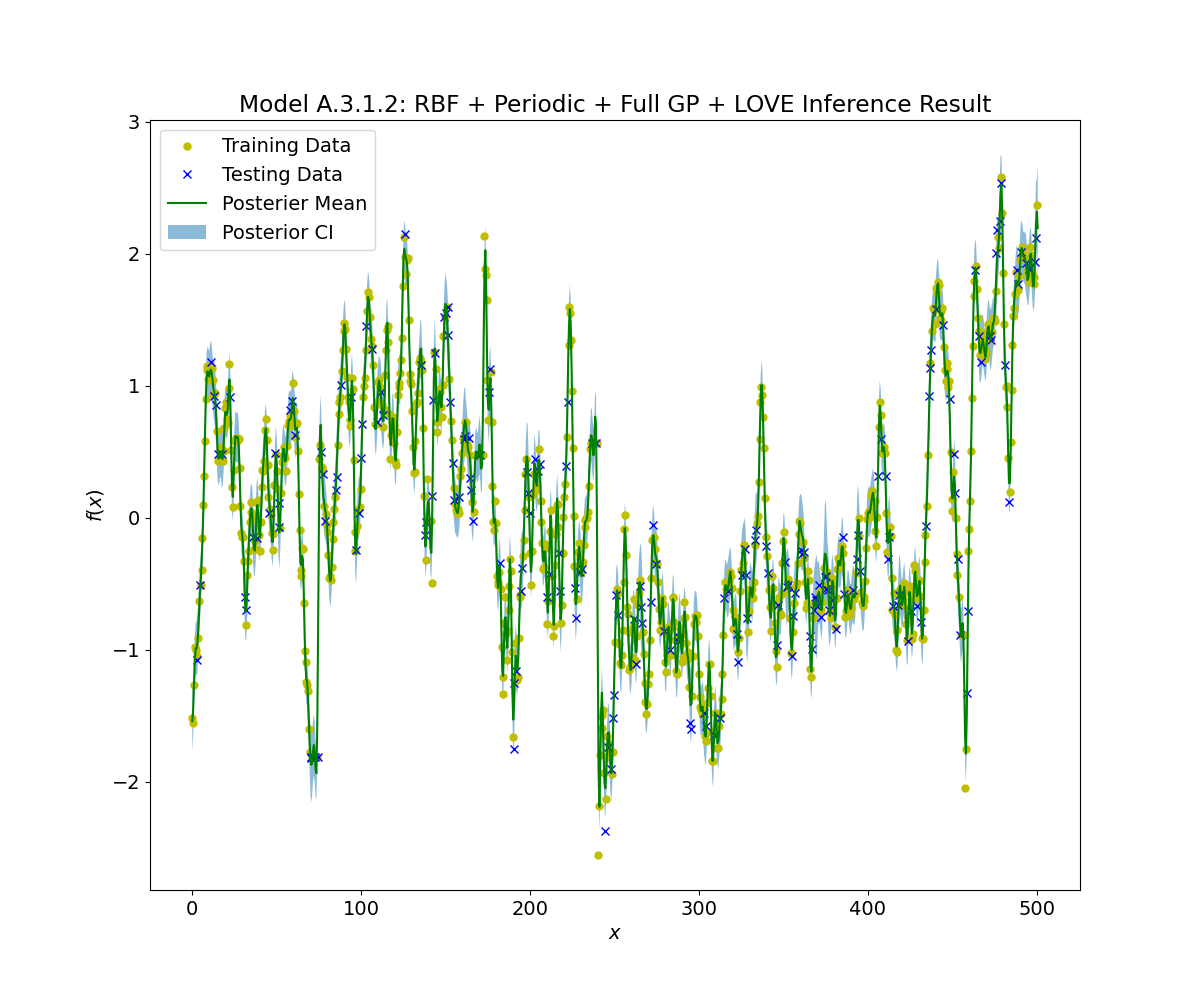 Model A.3.1.2: RBF + Periodic + Full GP + LOVE Inference Result
Training Data
Testing Data
Posterier Mean
Posterior CI
3
2
1
0
−1
−2
f(x)
0 100 200 300 400 500
x